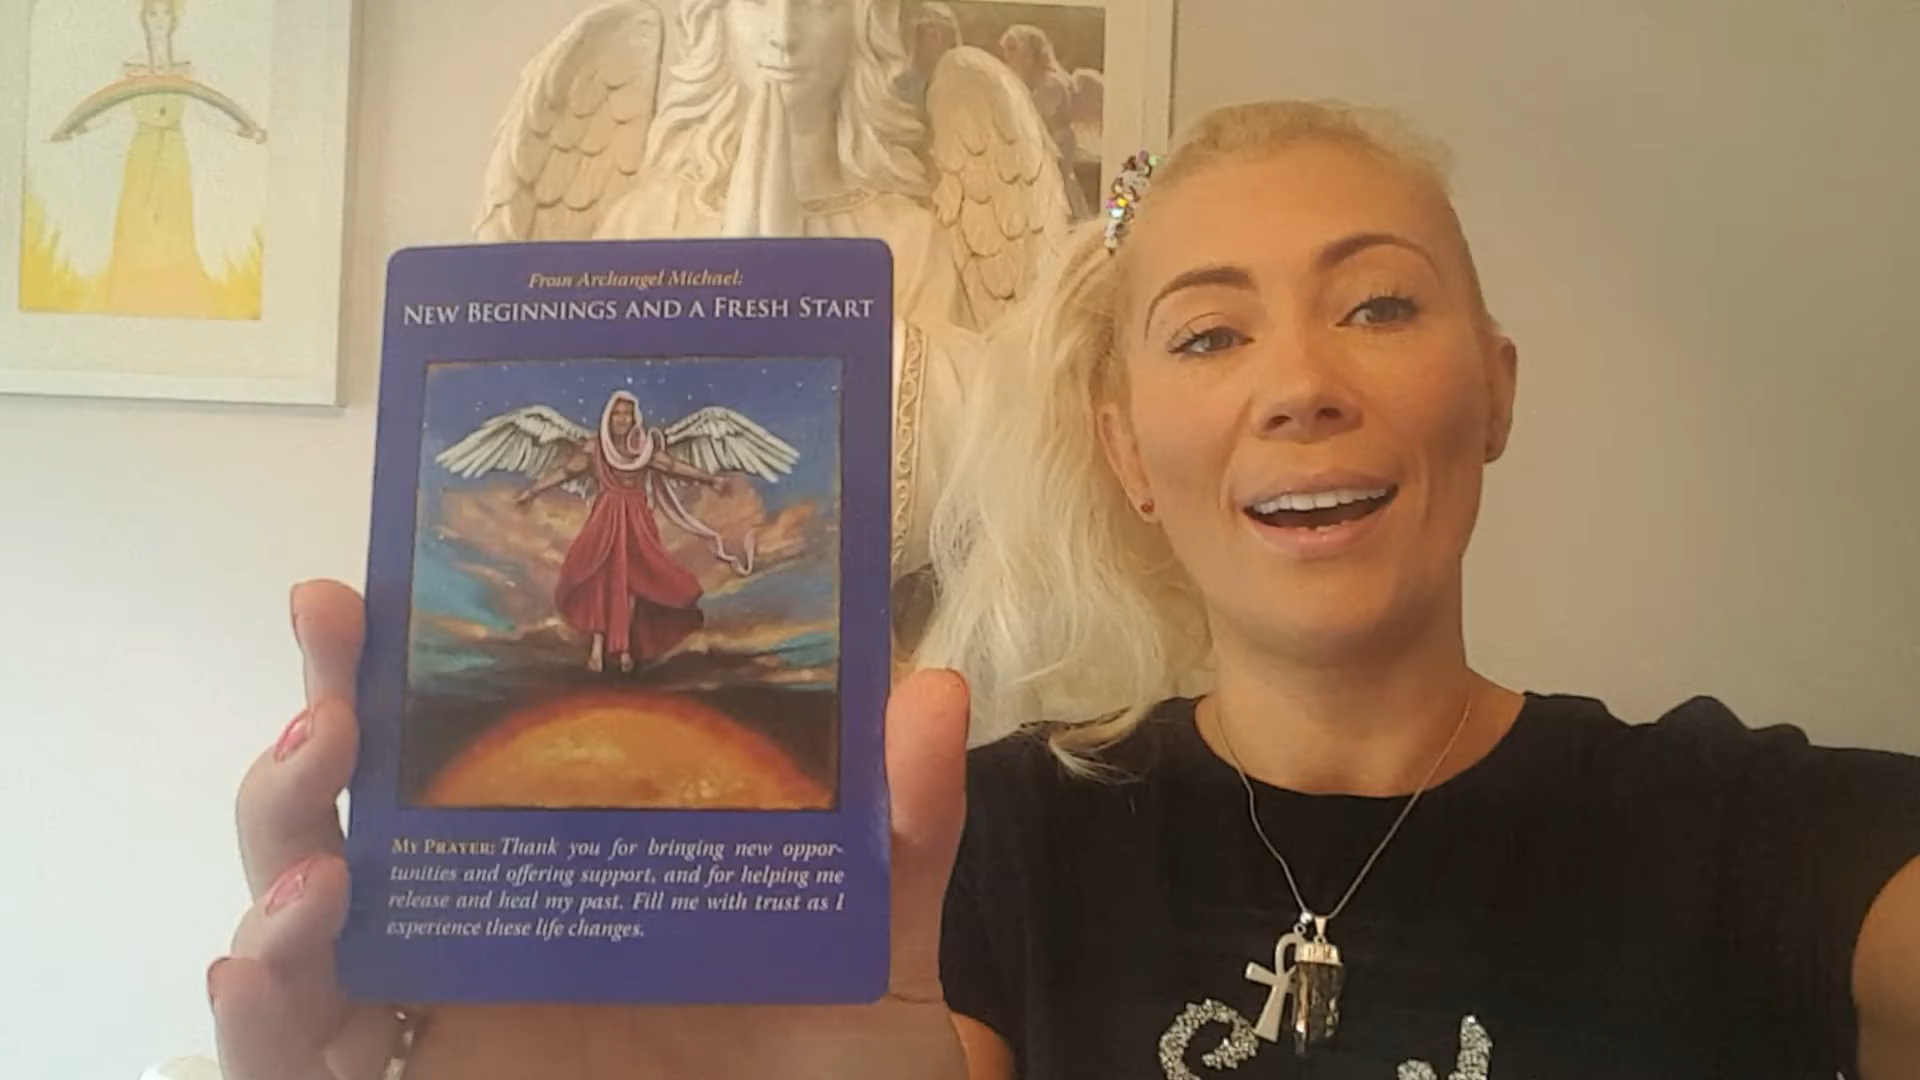 From Archangel Michael:
NEW BEGINNINGS AND A FRESH START
MY PRAYER: Thank you for bringing new oppor-
tunities and offering support, and for helping me
release and heal my past. Fill me with trust as I
experience these life changes.